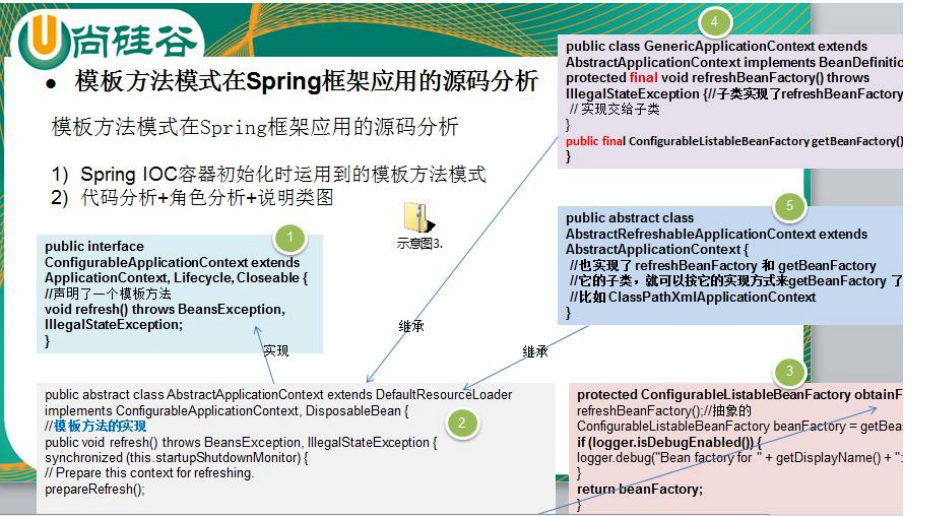 尚硅谷
● 模板方法模式在Spring框架应用的源码分析
模板方法模式在Spring框架应用的源码分析
1) Spring IOC容器初始化时运用到的模板方法模式
2) 代码分析+角色分析+说明类图
示意图3.
1
public interface
ConfigurableApplicationContext extends
ApplicationContext, Lifecycle, Closeable {
//声明了一个模板方法
void refresh() throws BeansException,
IllegalStateException;
}
实现
继承
继承
2
public abstract class AbstractApplicationContext extends DefaultResourceLoader
implements ConfigurableApplicationContext, DisposableBean {
//模板方法的实现
public void refresh() throws BeansException, IllegalStateException {
synchronized (this.startupShutdownMonitor) {
// Prepare this context for refreshing.
prepareRefresh();
4
public class GenericApplicationContext extends
AbstractApplicationContext implements BeanDefinitio
protected final void refreshBeanFactory() throws
IllegalStateException {//子类实现了refreshBeanFactory
// 实现交给子类
}
public final ConfigurableListableBeanFactory getBeanFactory()
}
5
public abstract class
AbstractRefreshableApplicationContext extends
AbstractApplicationContext {
//也实现了 refreshBeanFactory 和 getBeanFactory
//它的子类,就可以按它的实现方式来getBeanFactory 了
//比如 ClassPathXmlApplicationContext
}
3
protected ConfigurableListableBeanFactory obtainF
refreshBeanFactory();//抽象的
ConfigurableListableBeanFactory beanFactory = getBea
if (logger.isDebugEnabled()) {
logger.debug("Bean factory for " + getDisplayName() + ":
}
return beanFactory;
}